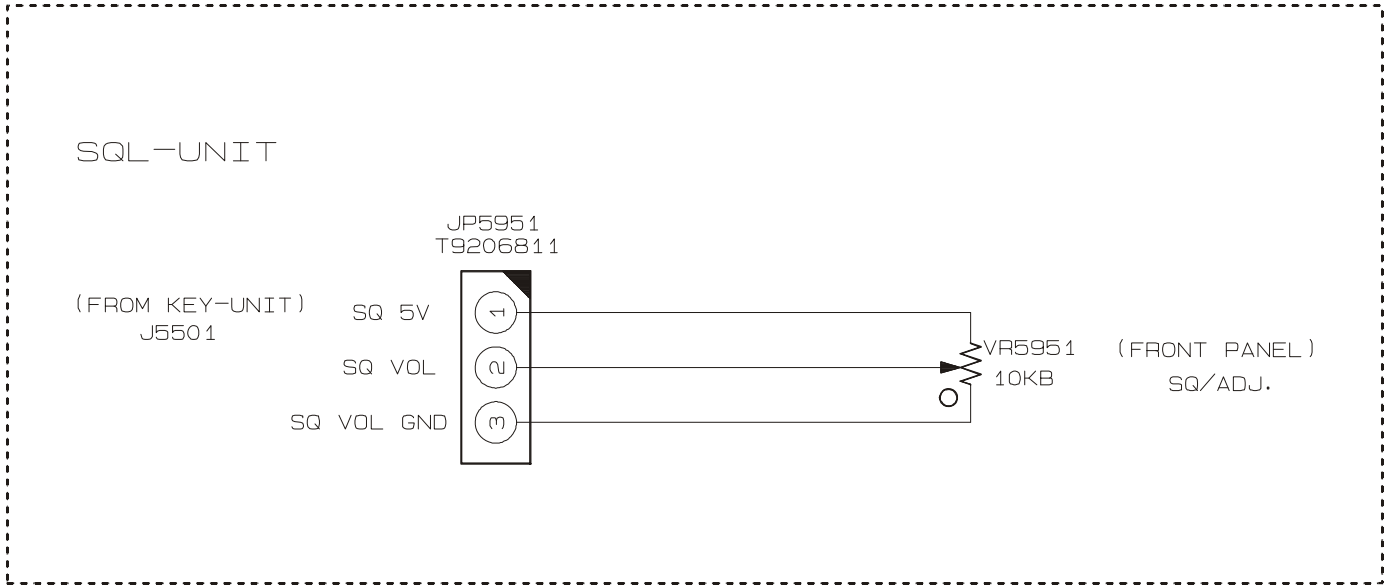 SQL-UNIT
JP5951
T9206811
(FROM KEY-UNIT)
J5501
SQ 5V
1
SQ VOL
2
SQ VOL GND
3
VR5951
10KB
(FRONT PANEL)
SQ/ADJ.